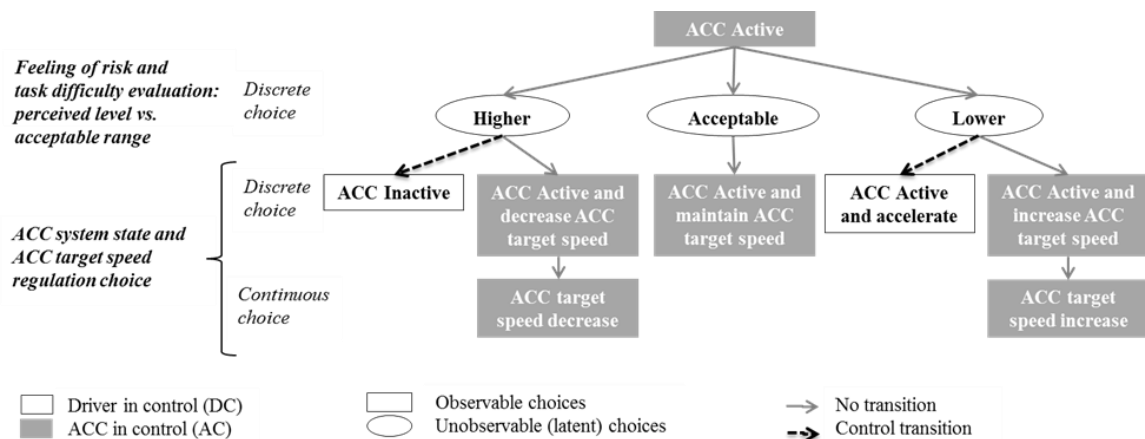 ACC Active
Feeling of risk and
task difficulty evaluation:
perceived level vs.
acceptable range
Discrete
choice
Higher
Acceptable
Lower
ACC system state and
ACC target speed
regulation choice
Discrete
choice
ACC Inactive
ACC Active and
decrease ACC
target speed
ACC Active and
maintain ACC
target speed
ACC Active
and accelerate
ACC Active and
increase ACC
target speed
Continuous
choice
ACC target
speed decrease
ACC target
speed increase
Driver in control (DC)
ACC in control (AC)
Observable choices
Unobservable (latent) choices
No transition
Control transition